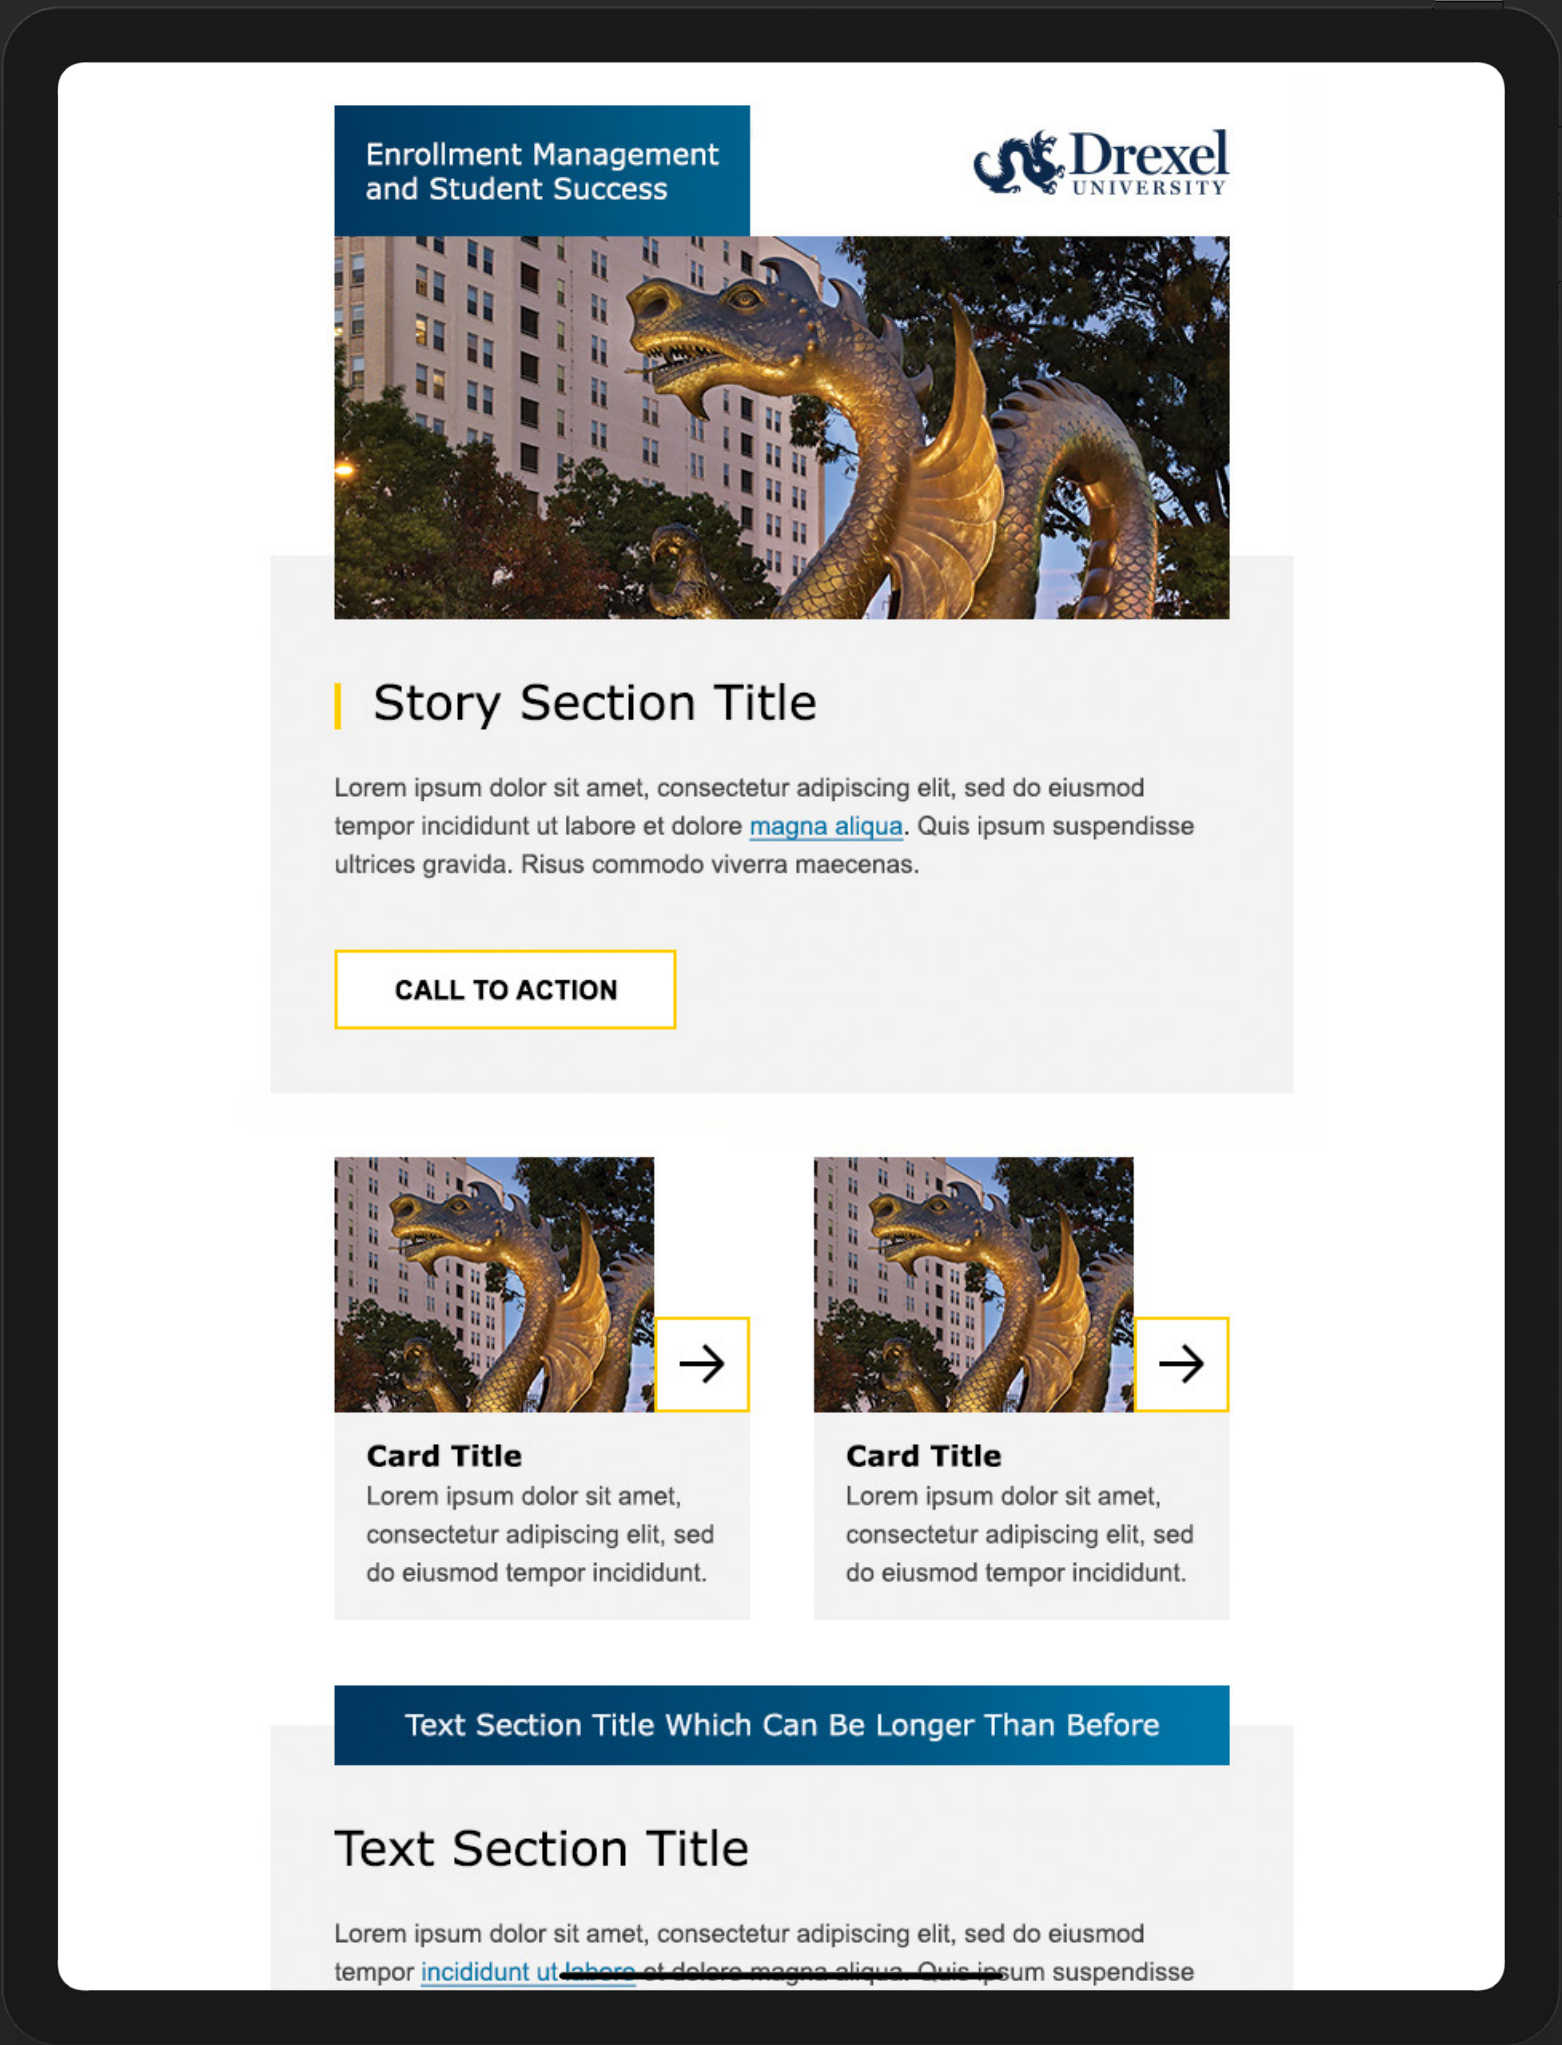 Enrollment Management
and Student Success
Drexel
UNIVERSITY
Story Section Title
Lorem ipsum dolor sit amet, consectetur adipiscing elit, sed do eiusmod
tempor incididunt ut labore et dolore magna aliqua. Quis ipsum suspendisse
ultrices gravida. Risus commodo viverra maecenas.
CALL TO ACTION
Card Title
Lorem ipsum dolor sit amet,
consectetur adipiscing elit, sed
do eiusmod tempor incididunt.
Card Title
Lorem ipsum dolor sit amet,
consectetur adipiscing elit, sed
do eiusmod tempor incididunt.
Text Section Title Which Can Be Longer Than Before
Text Section Title
Lorem ipsum dolor sit amet, consectetur adipiscing elit, sed do eiusmod
tempor incididunt ut labore et dolore magna aliqua. Quis ipsum suspendisse